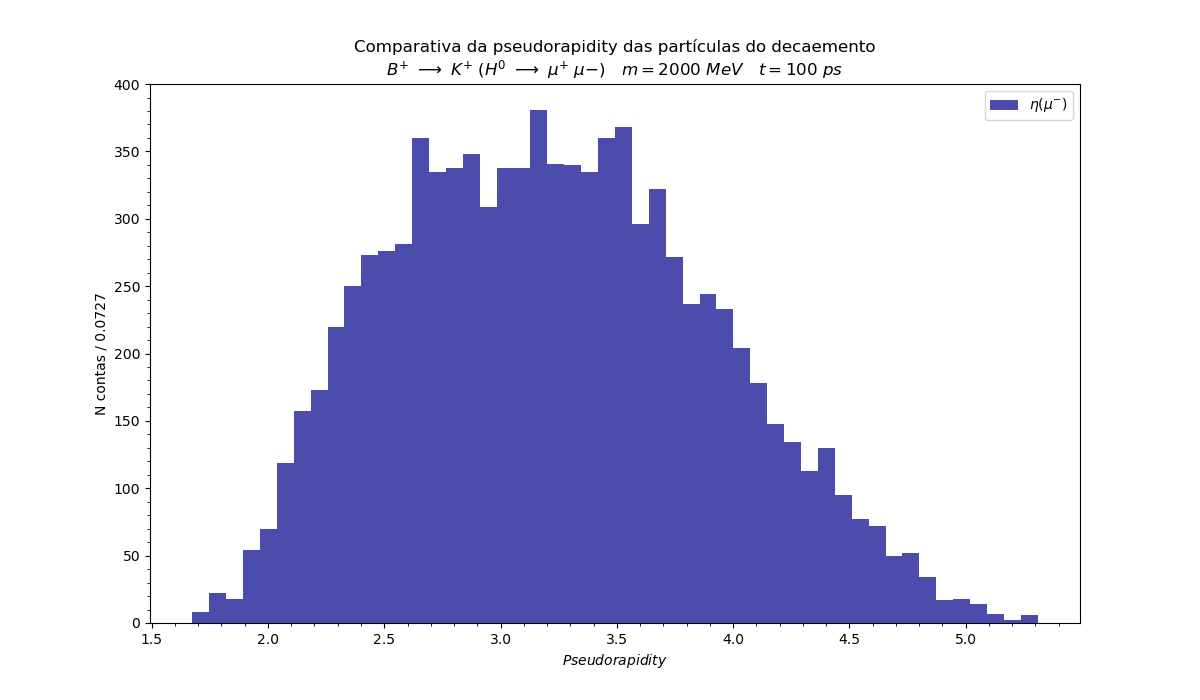 Comparativa da pseudorapidity das partículas do decaemento
B⁺ ⟶ K⁺ (H⁰ ⟶ μ⁺ μ−) m = 2000 MeV t = 100 ps
η(μ⁻)
N contas / 0.0727
400
350
300
250
200
150
100
50
0
1.5 2.0 2.5 3.0 3.5 4.0 4.5 5.0
Pseudorapidity